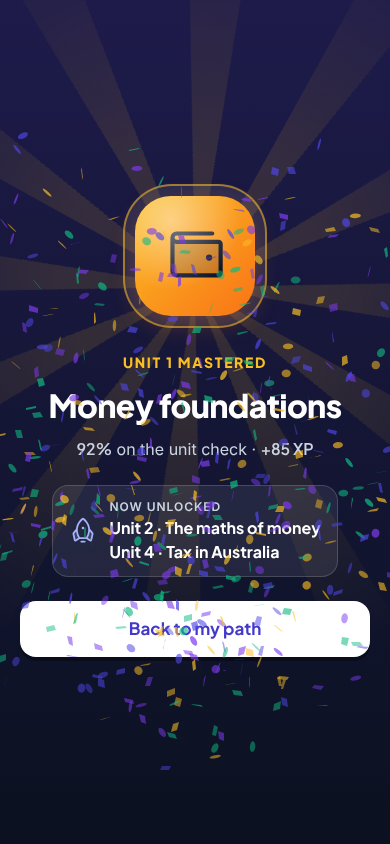 UNIT 1 MASTERED
Money foundations
92% on the unit check · +85 XP
NOW UNLOCKED
Unit 2 · The maths of money
Unit 4 · Tax in Australia
Back to my path